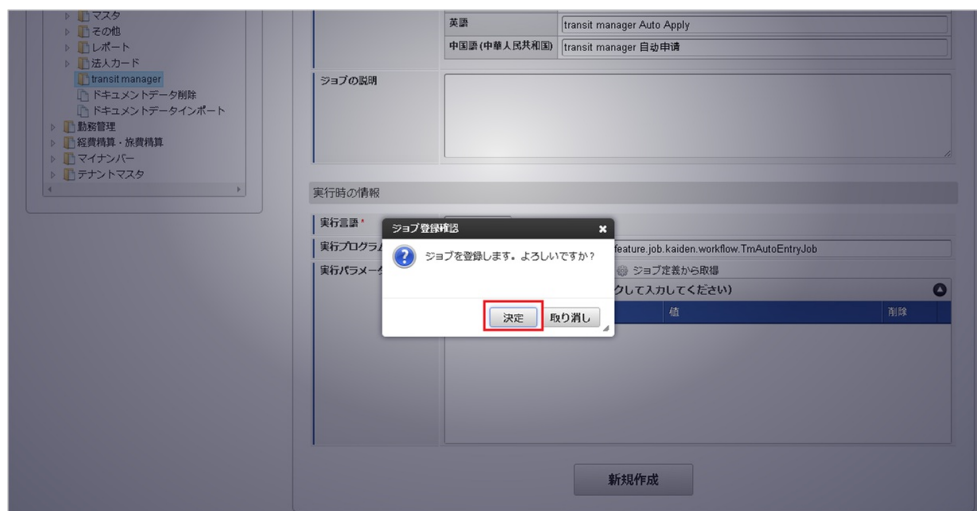 マスタ
その他
レポート
法人カード
transit manager
ドキュメントデータ削除
ドキュメントデータインポート
勤務管理
経費精算・旅費精算
マイナンバー
テナントマスタ
英語
transit manager Auto Apply
中国語 (中華人民共和国)
transit manager 自动申请
ジョブの説明
実行時の情報
実行言語 *
実行プログラム
feature.job.kaiden.workflow.TmAutoEntryJob
実行パラメータ
ジョブ定義から取得
クして入力してください)
値
削除
ジョブ登録確認
ジョブを登録します。よろしいですか?
決定
取り消し
新規作成